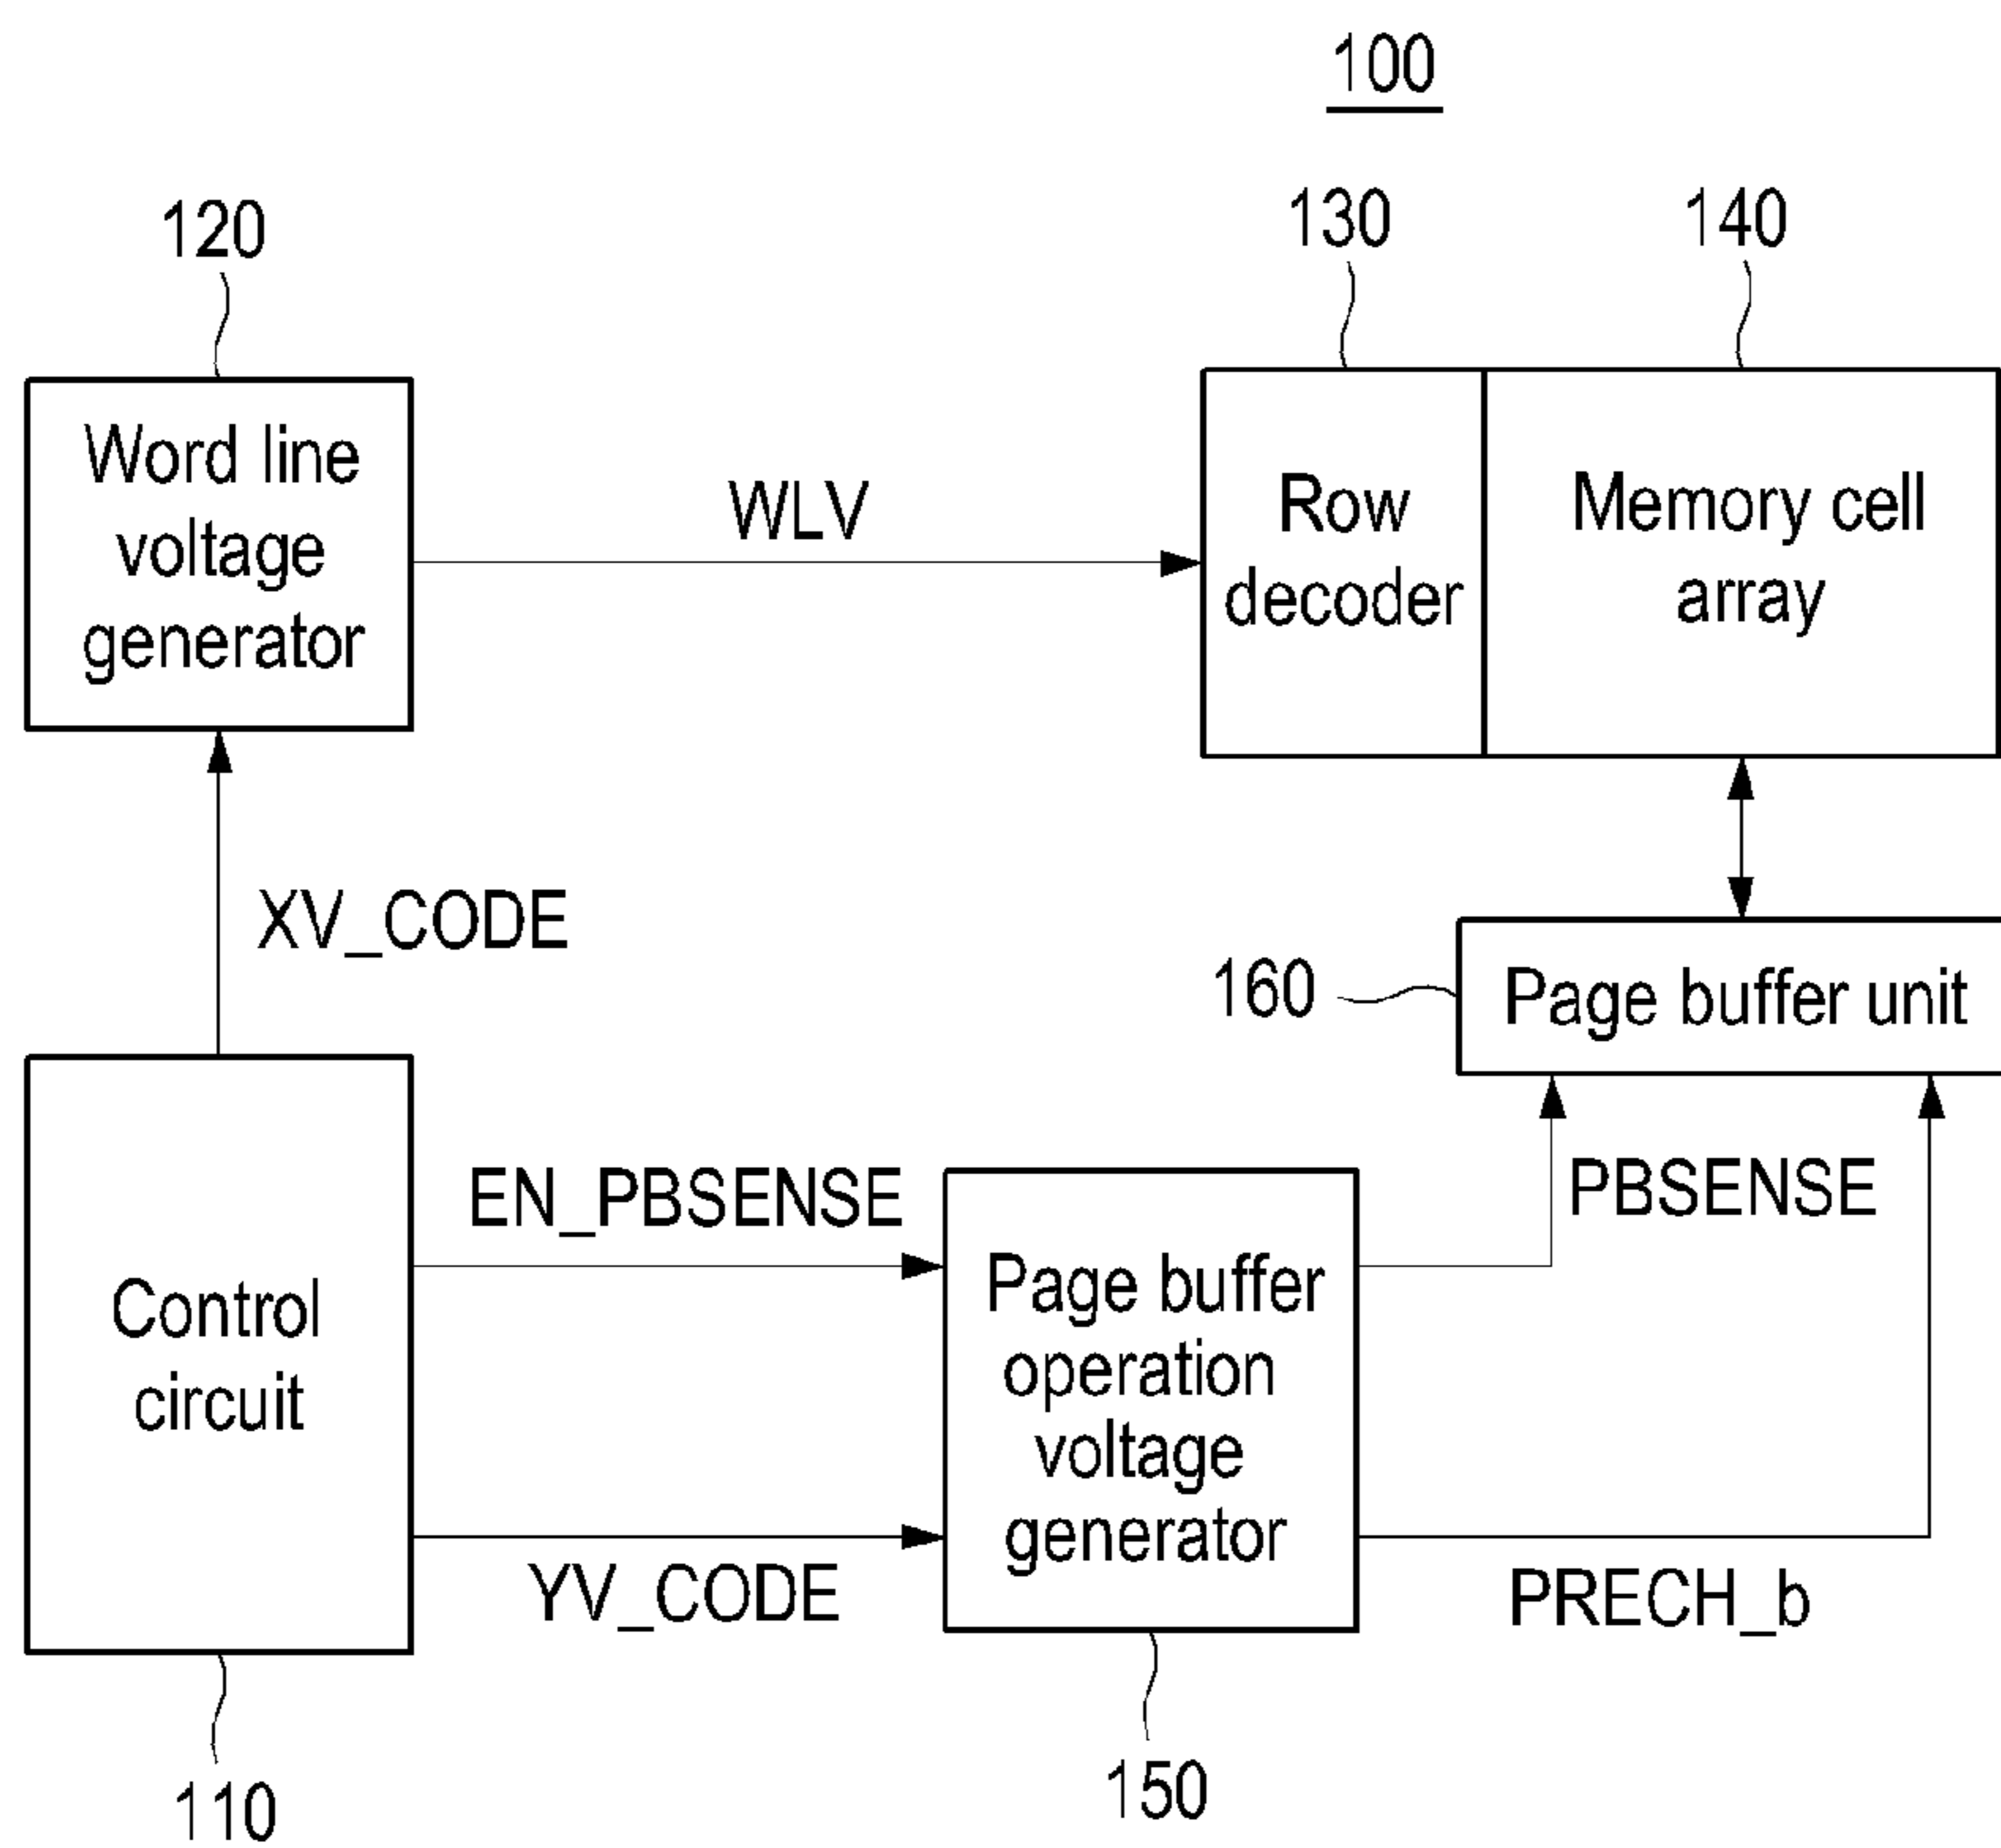 100
120
130
140
Word line
voltage
generator
WLV
Row
decoder
Memory cell
array
XV_CODE
160
Page buffer unit
Control
circuit
EN_PBSENSE
YV_CODE
Page buffer
operation
voltage
generator
PBSENSE
PRECH_b
110
150